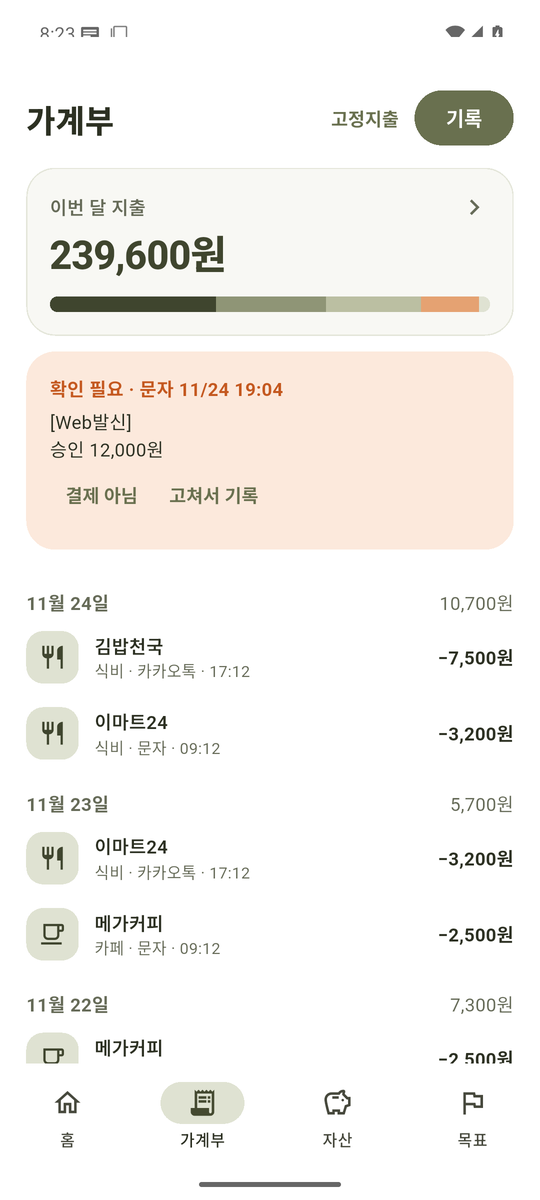 8:23
가계부
고정지출
기록
이번 달 지출
239,600원
확인 필요 · 문자 11/24 19:04
[Web발신]
승인 12,000원
결제 아님
고쳐서 기록
11월 24일
10,700원
김밥천국
식비 · 카카오톡 · 17:12
-7,500원
이마트24
식비 · 문자 · 09:12
-3,200원
11월 23일
5,700원
이마트24
식비 · 카카오톡 · 17:12
-3,200원
메가커피
카페 · 문자 · 09:12
-2,500원
11월 22일
7,300원
메가커피
-2,500원
홈
가계부
자산
목표